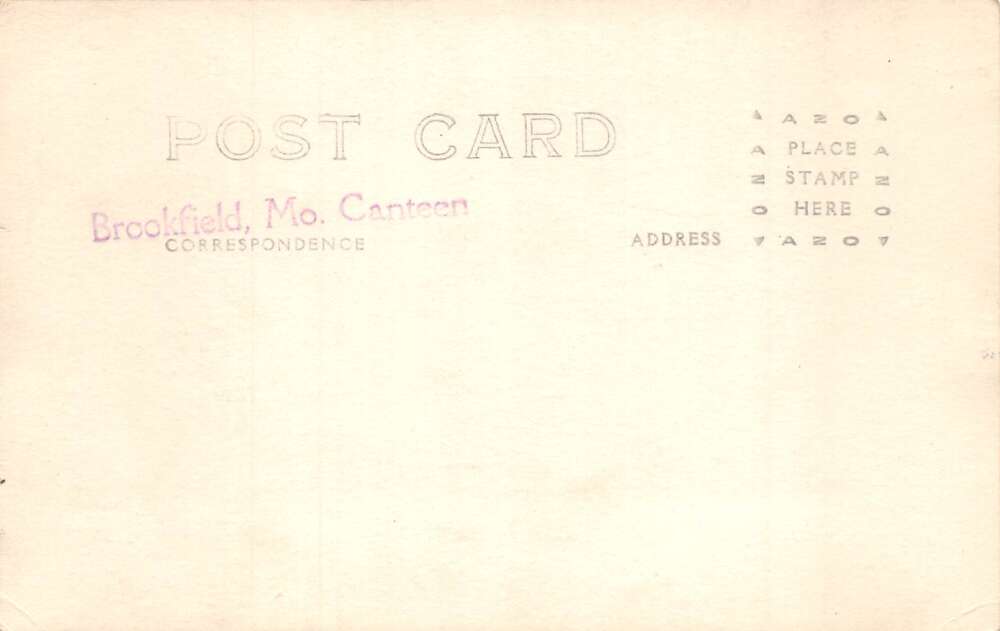 POST CARD
▲ A Z O ▲
A PLACE A
Z STAMP Z
O HERE O
▼ A Z O ▼
Brookfield, Mo. Canteen
CORRESPONDENCE
ADDRESS